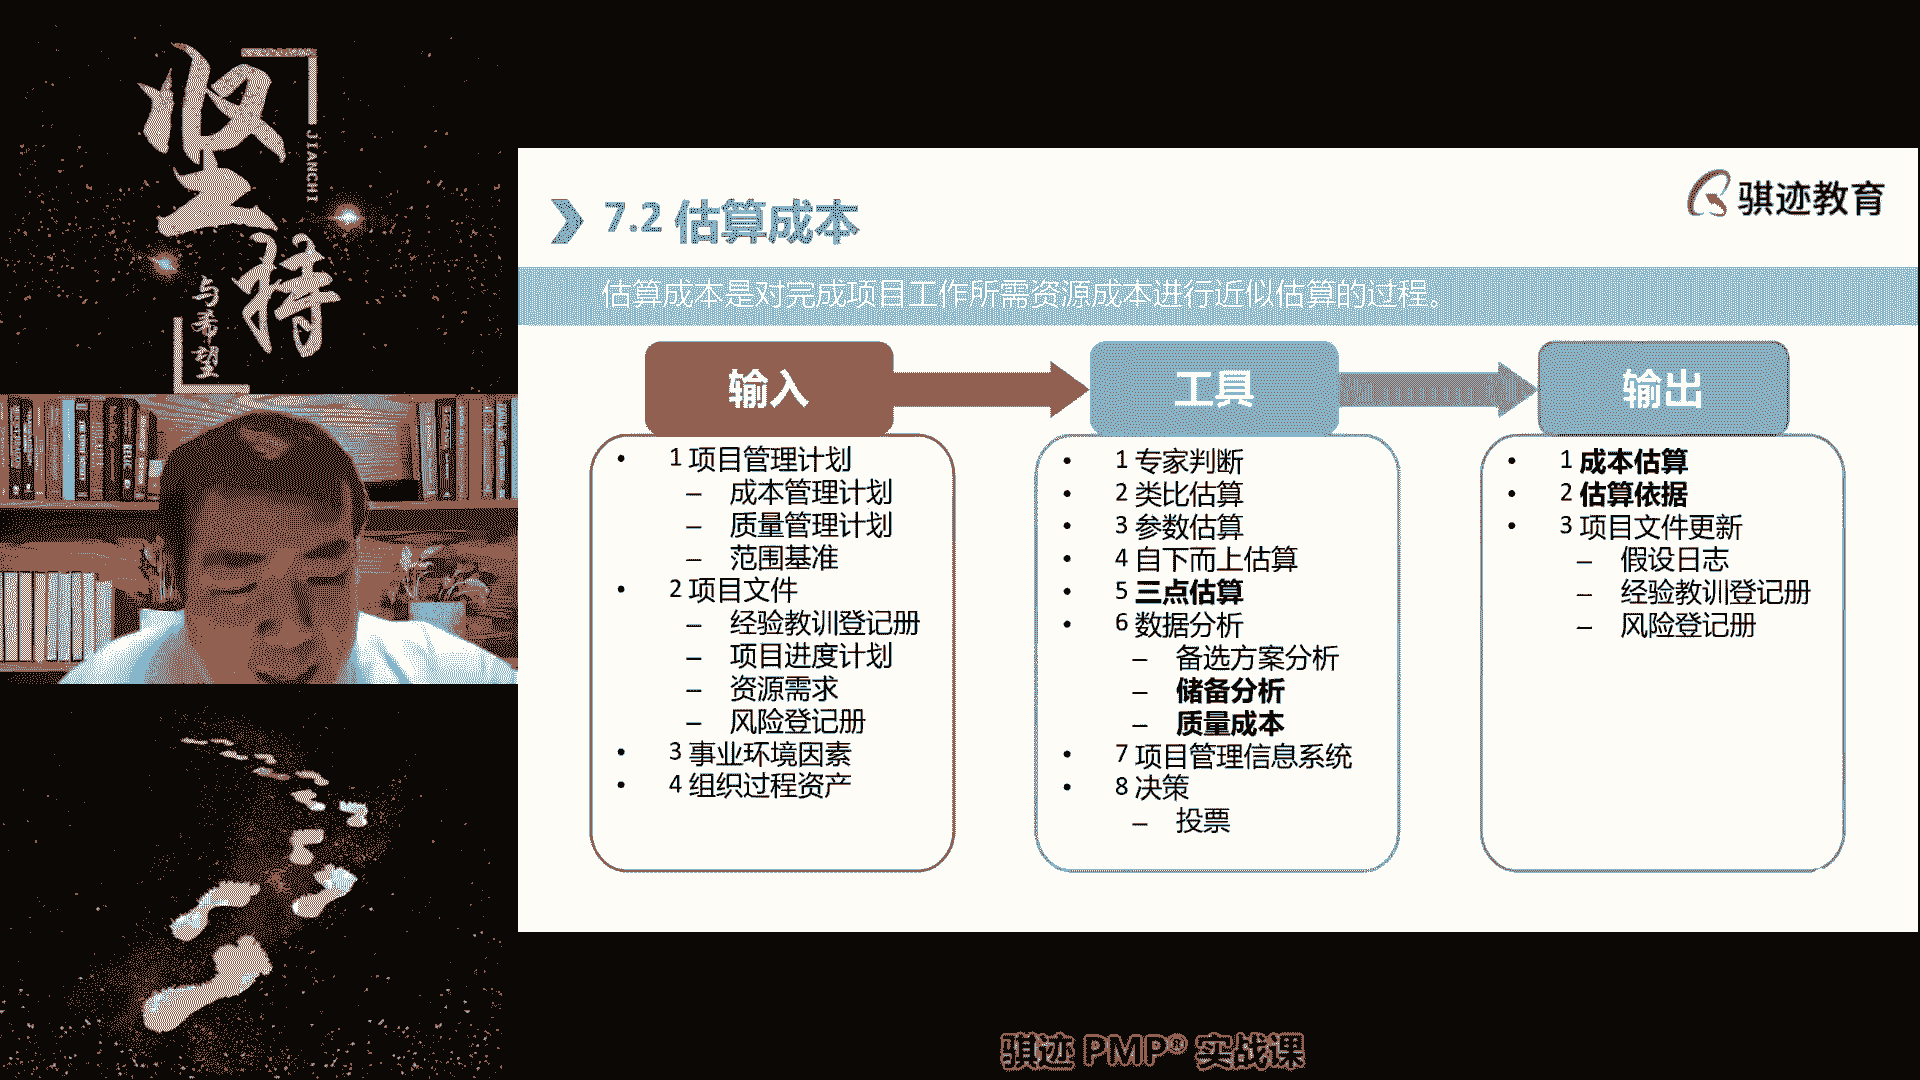 坚持
JIANCHI
与希望
骐迹教育
7.2 估算成本
估算成本是对完成项目工作所需资源成本进行近似估算的过程。
输入
• 1 项目管理计划
– 成本管理计划
– 质量管理计划
– 范围基准
• 2 项目文件
– 经验教训登记册
– 项目进度计划
– 资源需求
– 风险登记册
• 3 事业环境因素
• 4 组织过程资产
工具
• 1 专家判断
• 2 类比估算
• 3 参数估算
• 4 自下而上估算
• 5 三点估算
• 6 数据分析
– 备选方案分析
– 储备分析
– 质量成本
• 7 项目管理信息系统
• 8 决策
– 投票
输出
• 1 成本估算
• 2 估算依据
• 3 项目文件更新
– 假设日志
– 经验教训登记册
– 风险登记册
骐迹 PMP® 实战课